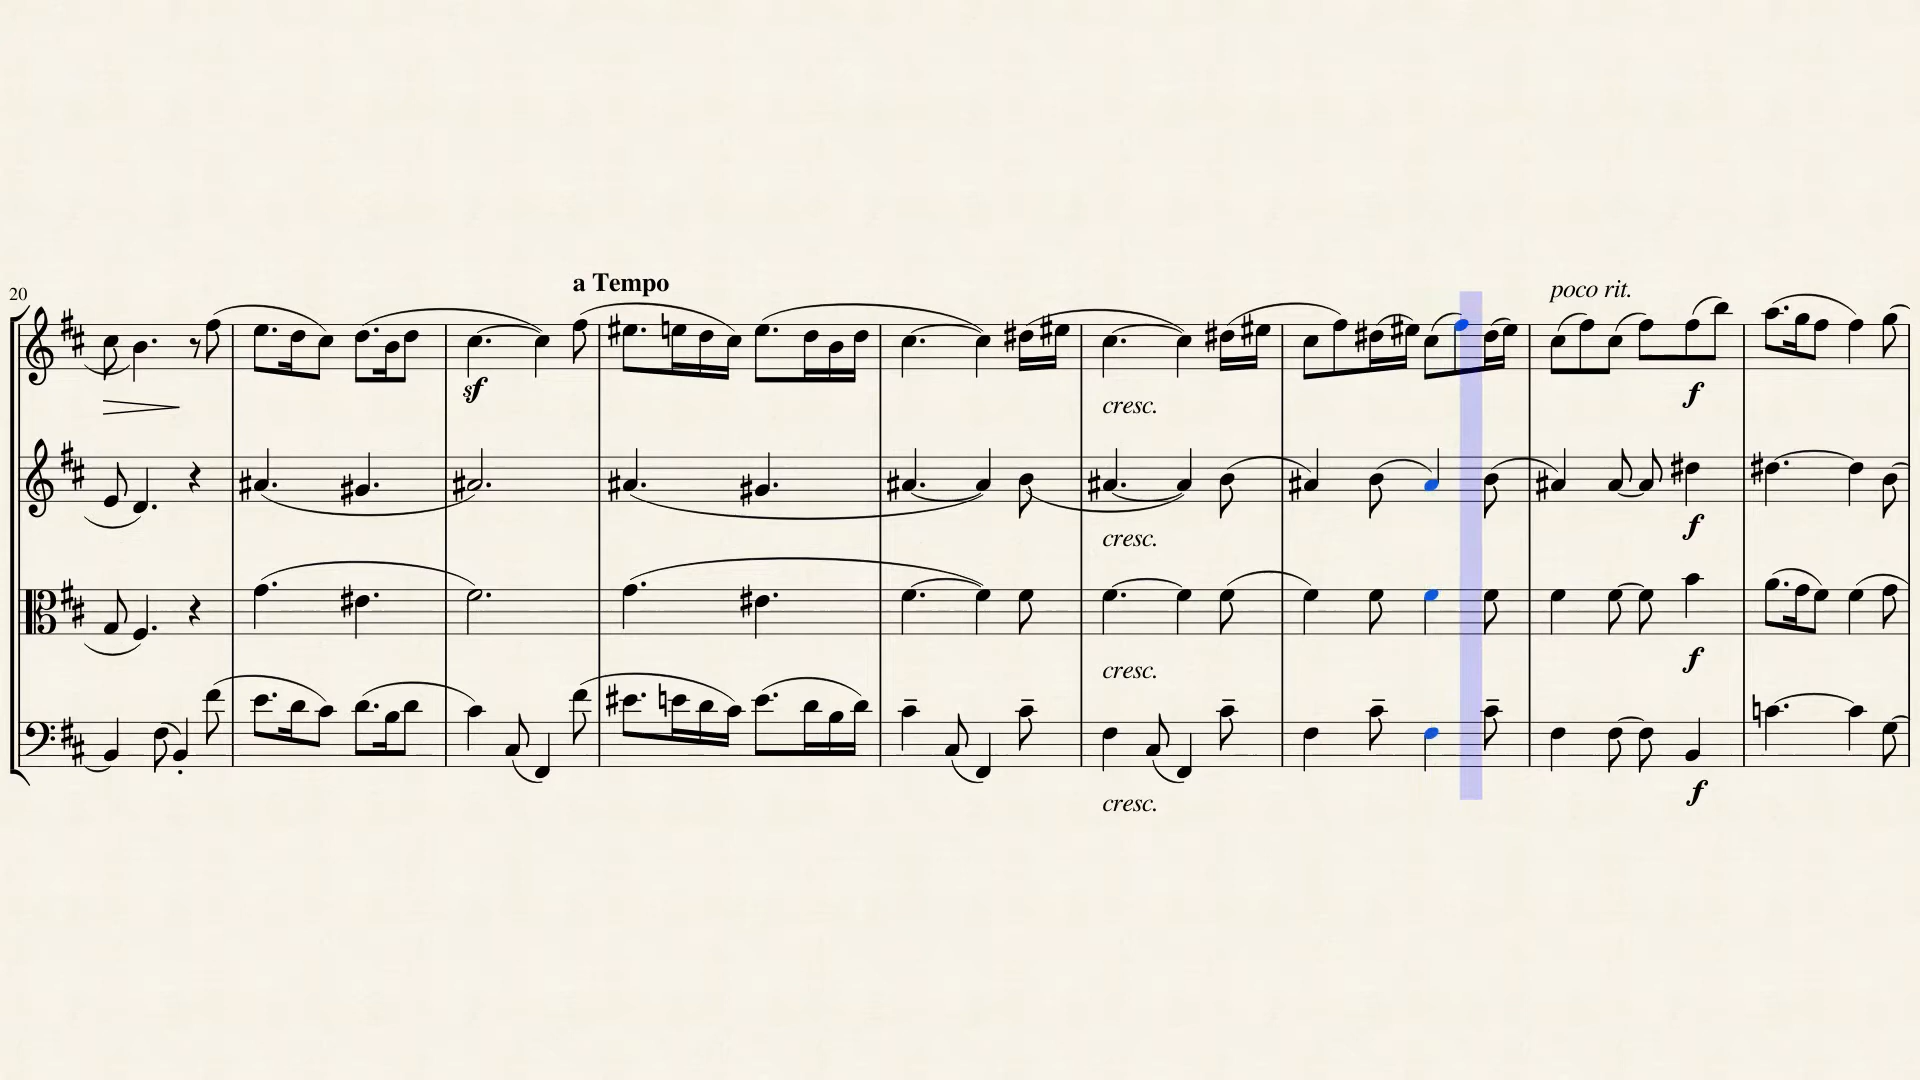 a Tempo
20
poco rit.
sf
f
cresc.
f
cresc.
f
cresc.
f
cresc.